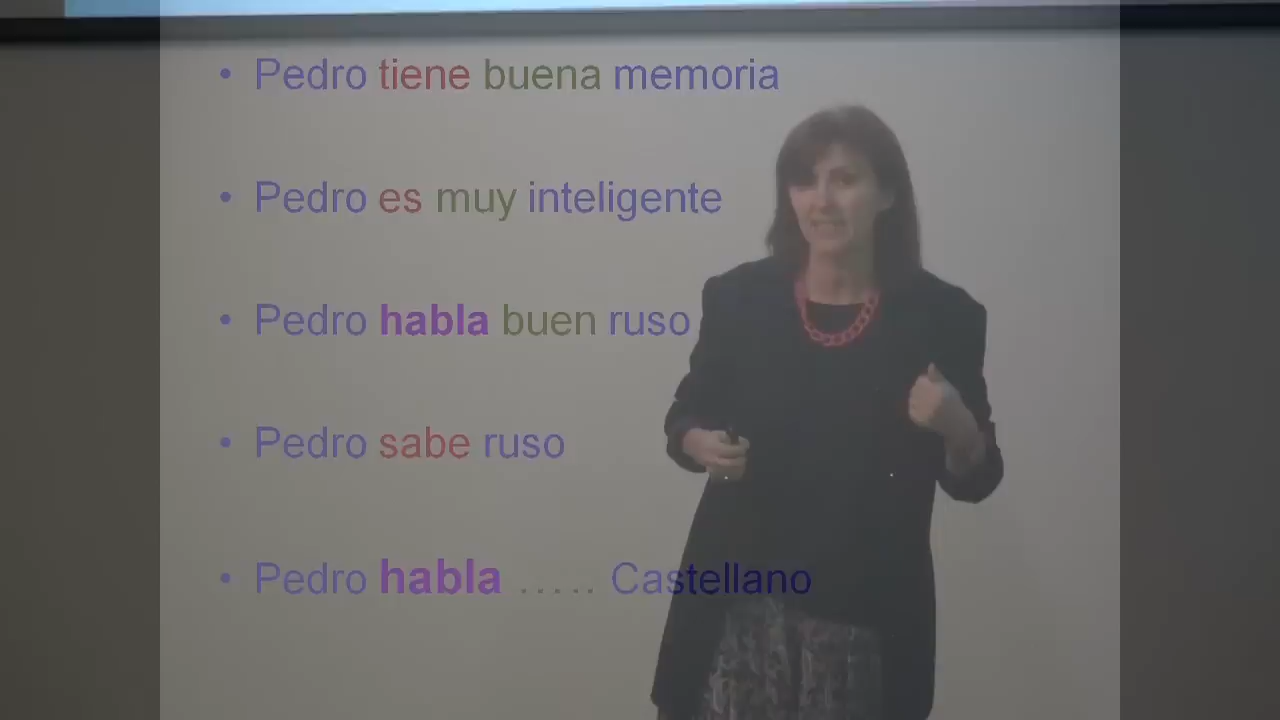 • Pedro tiene buena memoria
• Pedro es muy inteligente
• Pedro habla buen ruso
• Pedro sabe ruso
• Pedro habla ..... Castellano